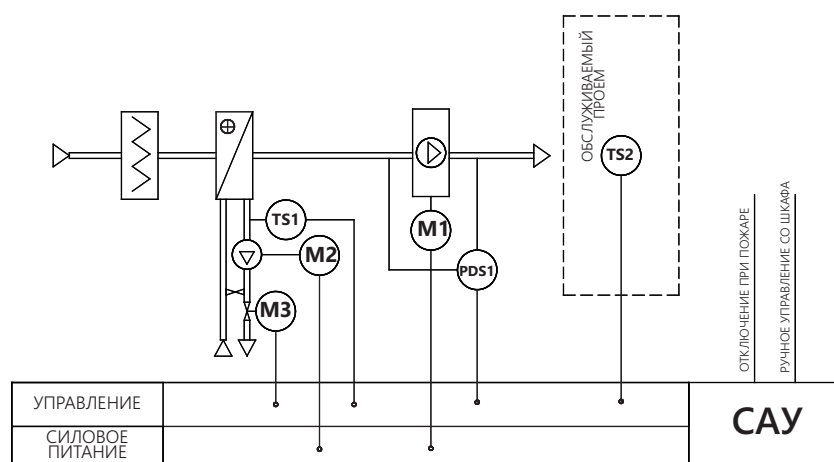 ОБСЛУЖИВАЕМЫЙ
ПРОЕМ
TS2
TS1
M1
M2
PDS1
M3
ОТКЛЮЧЕНИЕ ПРИ ПОЖАРЕ
РУЧНОЕ УПРАВЛЕНИЕ СО ШКАФА
УПРАВЛЕНИЕ
САУ
СИЛОВОЕ
ПИТАНИЕ